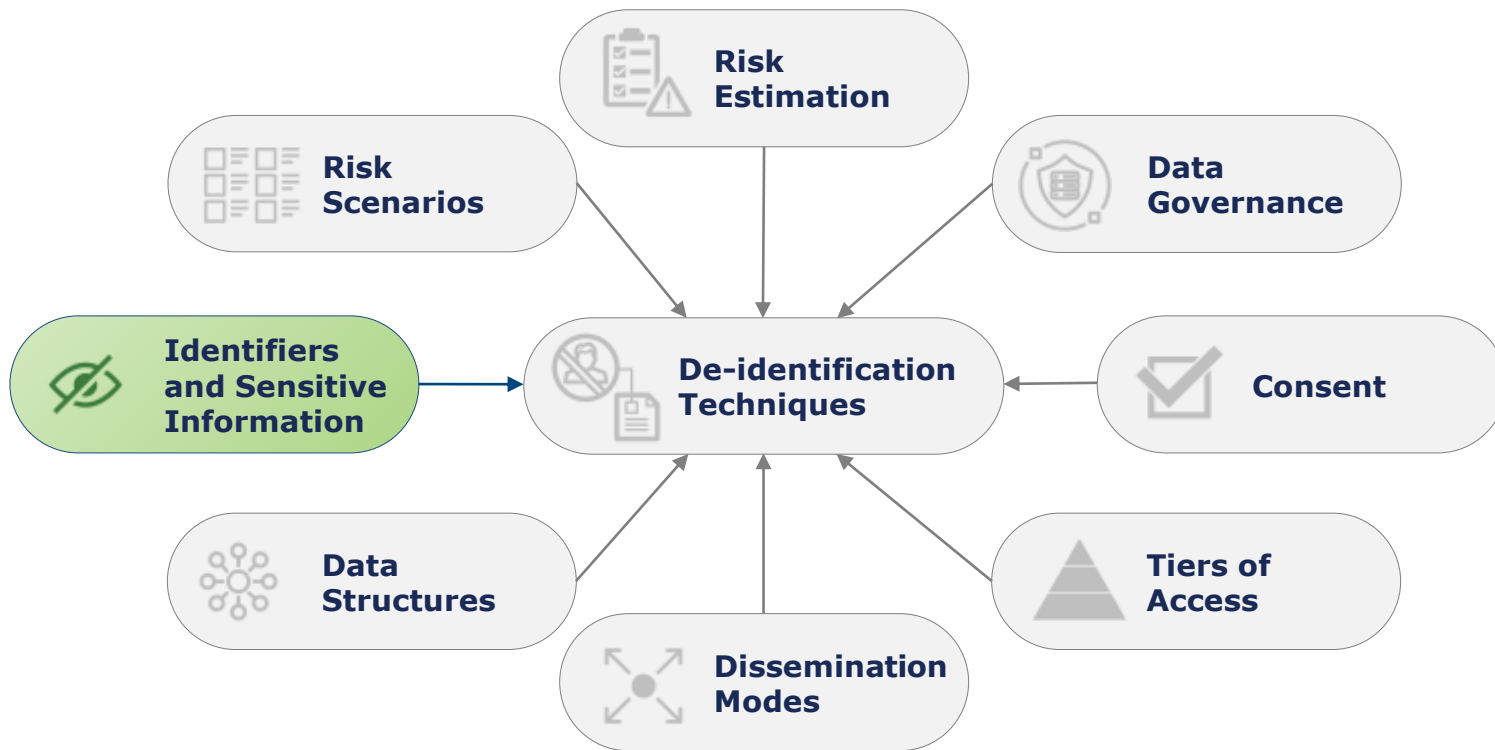 Risk
Estimation
Risk
Scenarios
Data
Governance
Identifiers
and Sensitive
Information
De-identification
Techniques
Consent
Data
Structures
Tiers of
Access
Dissemination
Modes